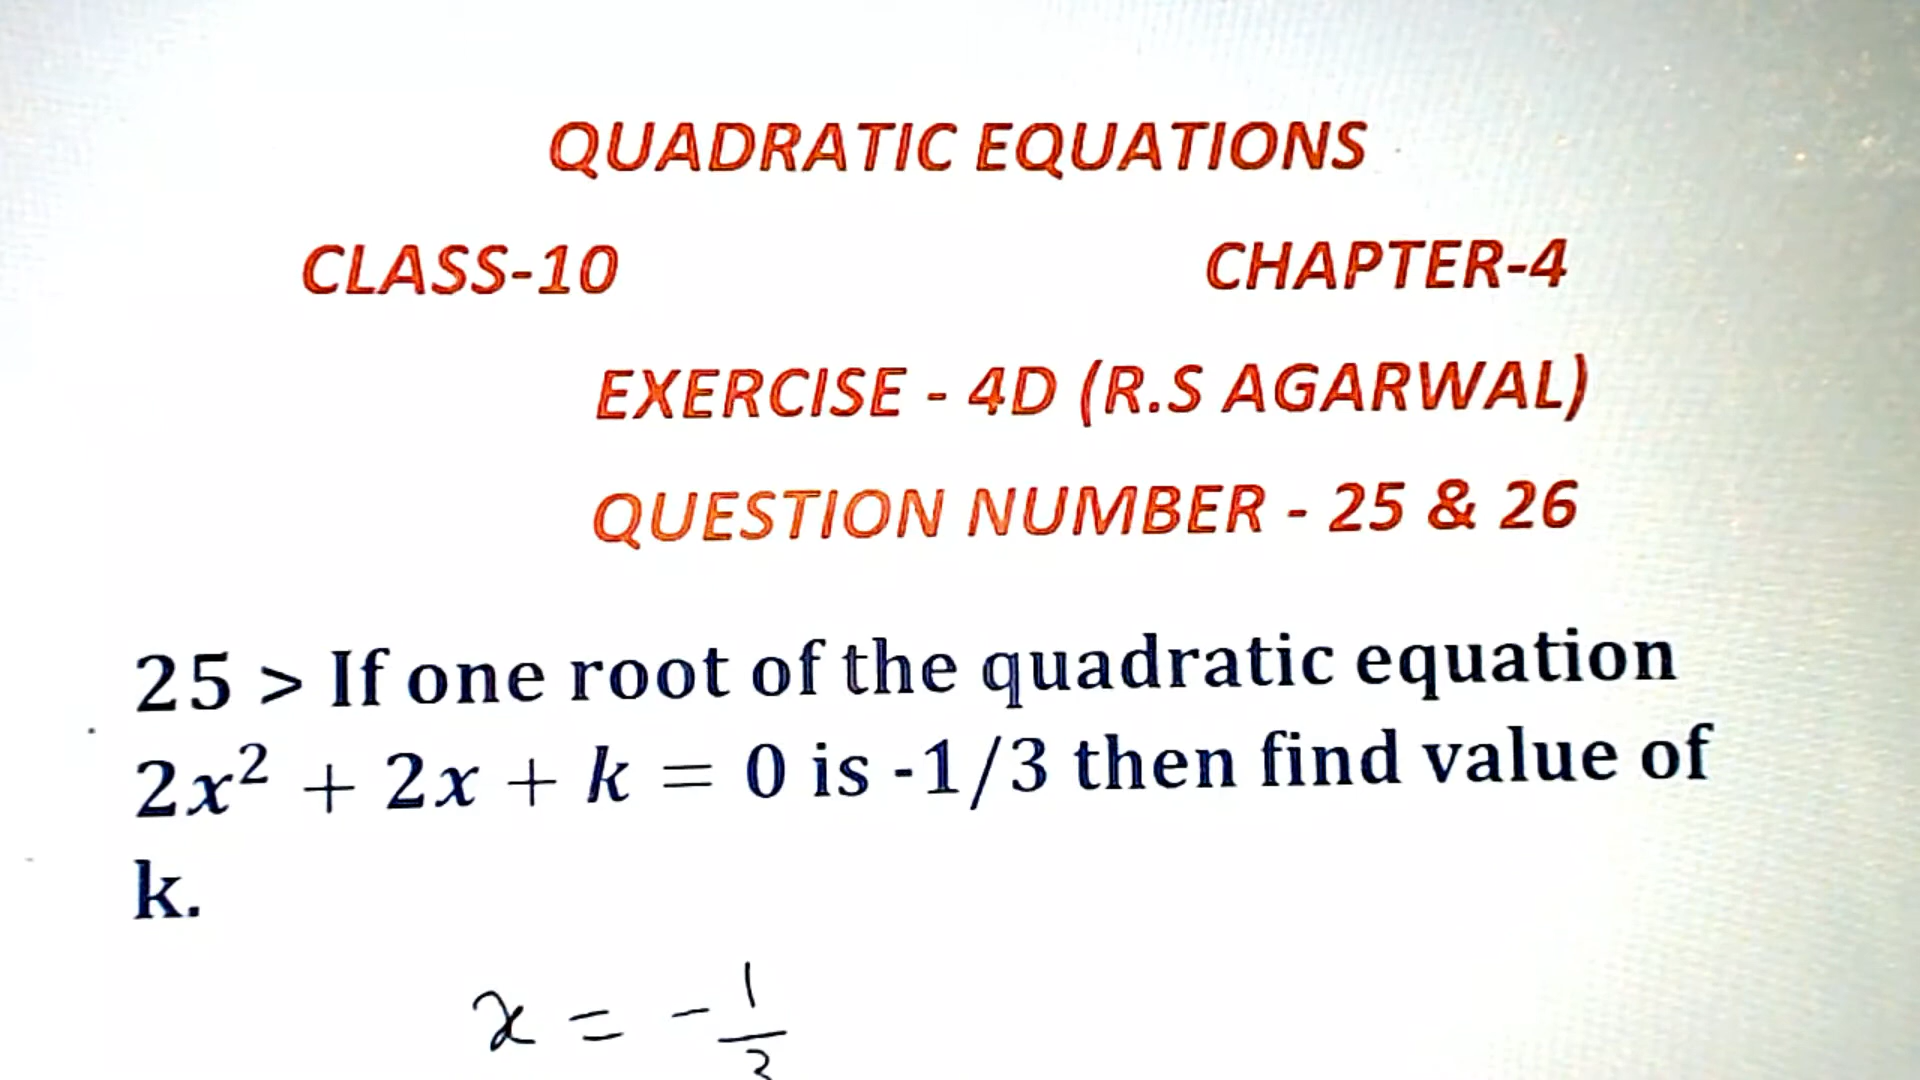 QUADRATIC EQUATIONS
CLASS-10 CHAPTER-4
EXERCISE - 4D (R.S AGARWAL)
QUESTION NUMBER - 25 & 26
25 > If one root of the quadratic equation
2x² + 2x + k = 0 is -1/3 then find value of
k.
x = -1/3